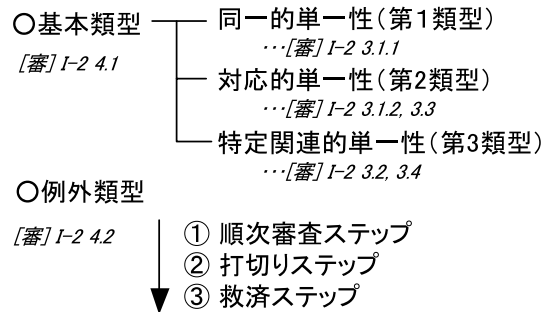 ○基本類型
[審] I-2 4.1
同一的単一性(第1類型)
…[審] I-2 3.1.1
対応的単一性(第2類型)
…[審] I-2 3.1.2, 3.3
特定関連的単一性(第3類型)
…[審] I-2 3.2, 3.4
○例外類型
[審] I-2 4.2
① 順次審査ステップ
② 打切りステップ
③ 救済ステップ